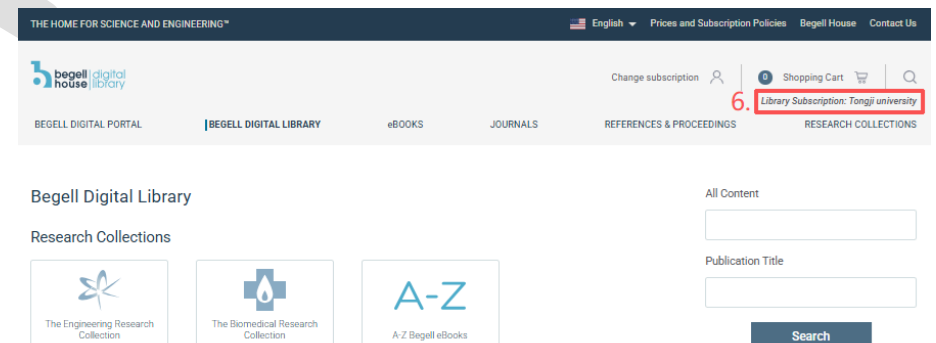 THE HOME FOR SCIENCE AND ENGINEERING™
English Prices and Subscription Policies Begell House Contact Us
begell digital
house library
Change subscription 0 Shopping Cart
6. Library Subscription: Tongji university
BEGELL DIGITAL PORTAL BEGELL DIGITAL LIBRARY eBOOKS JOURNALS REFERENCES & PROCEEDINGS RESEARCH COLLECTIONS
Begell Digital Library
Research Collections
The Engineering Research
Collection
The Biomedical Research
Collection
A-Z
A-Z Begell eBooks
All Content
Publication Title
Search